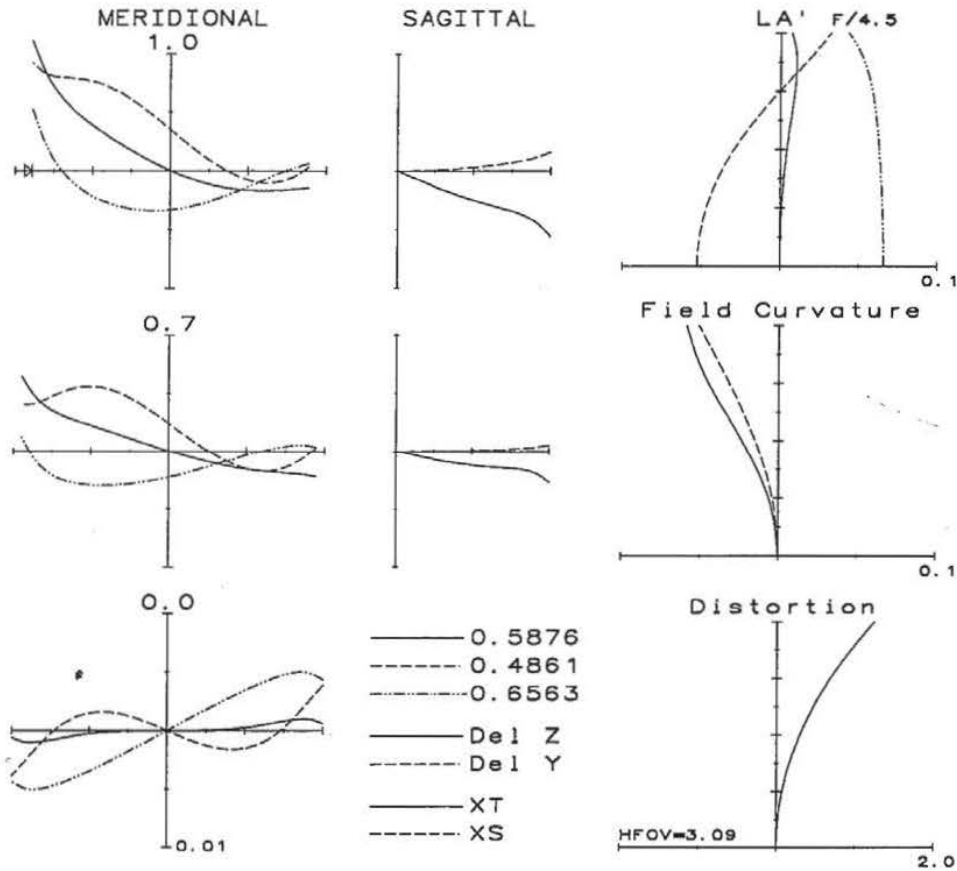 MERIDIONAL
1.0
SAGITTAL
LA' F/4.5
0.1
0.7
Field Curvature
0.1
0.0
0.01
0.5876
0.4861
0.6563
Del Z
Del Y
XT
XS
Distortion
HFOV=3.09
2.0